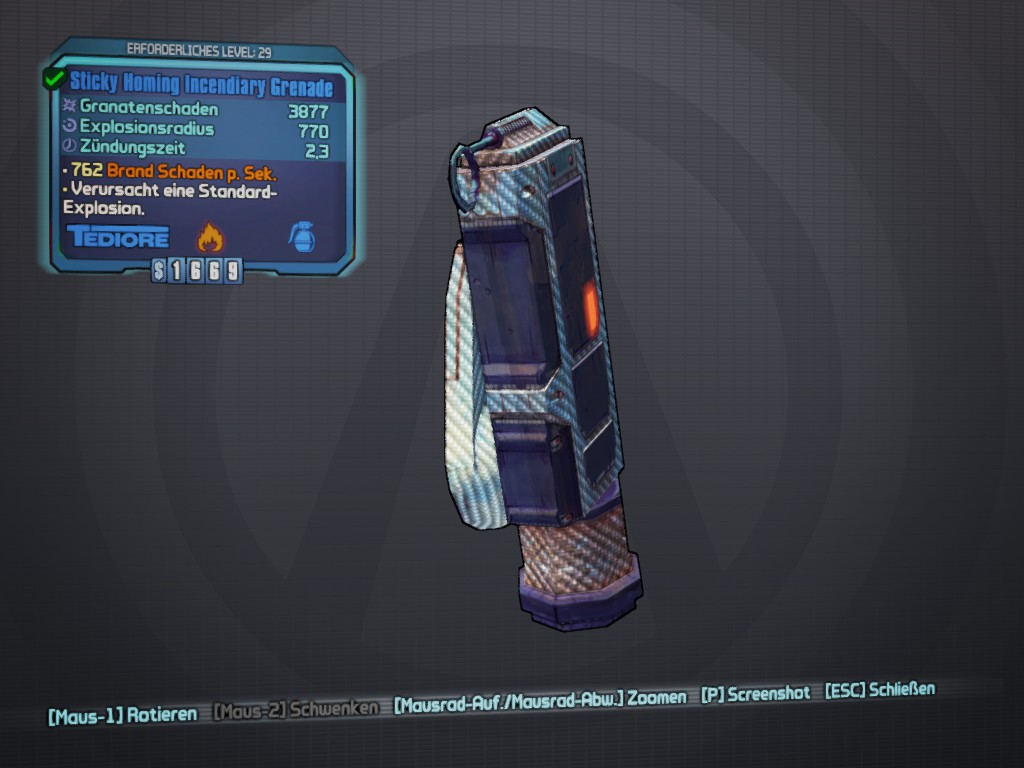 ERFORDERLICHES LEVEL: 29
Sticky Homing Incendiary Grenade
Granatenschaden 3877
Explosionsradius 770
Zündungszeit 2,3
• 762 Brand Schaden p. Sek.
• Verursacht eine Standard-
Explosion.
TEDIORE
$1669
[Maus-1] Rotieren [Maus-2] Schwenken [Mausrad-Auf./Mausrad-Abw.] Zoomen [P] Screenshot [ESC] Schließen